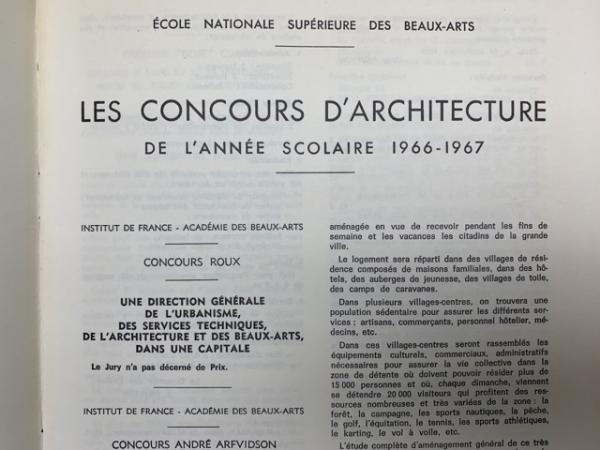 ÉCOLE NATIONALE SUPÉRIEURE DES BEAUX-ARTS
LES CONCOURS D'ARCHITECTURE
DE L'ANNÉE SCOLAIRE 1966-1967
INSTITUT DE FRANCE - ACADÉMIE DES BEAUX-ARTS
CONCOURS ROUX
UNE DIRECTION GÉNÉRALE
DE L'URBANISME,
DES SERVICES TECHNIQUES,
DE L'ARCHITECTURE ET DES BEAUX-ARTS,
DANS UNE CAPITALE
Le Jury n'a pas décerné de Prix.
INSTITUT DE FRANCE - ACADÉMIE DES BEAUX-ARTS
CONCOURS ANDRÉ ARFVIDSON
aménagée en vue de recevoir pendant les fins de
semaine et les vacances les citadins de la grande
ville.
Le logement sera réparti dans des villages de rési-
dence composés de maisons familiales, dans des hô-
tels, des auberges de jeunesse, des villages de toile,
des camps de caravanes.
Dans plusieurs villages-centres, on trouvera une
population sédentaire pour assurer les différents ser-
vices : artisans, commerçants, personnel hôtelier, mé-
decins, etc.
Dans ces villages-centres seront rassemblés les
équipements culturels, commerciaux, administratifs
nécessaires pour assurer la vie collective dans la
zone de détente où doivent pouvoir résider plus de
15 000 personnes et où, chaque dimanche, viennent
se détendre 20 000 visiteurs qui profitent des res-
sources nombreuses et très variées de la zone : la
forêt, la campagne, les sports nautiques, la pêche,
le golf, l'équitation, le tennis, les sports athlétiques,
le karting, le vol à voile, etc.
L'étude complète d'aménagement général de ce très